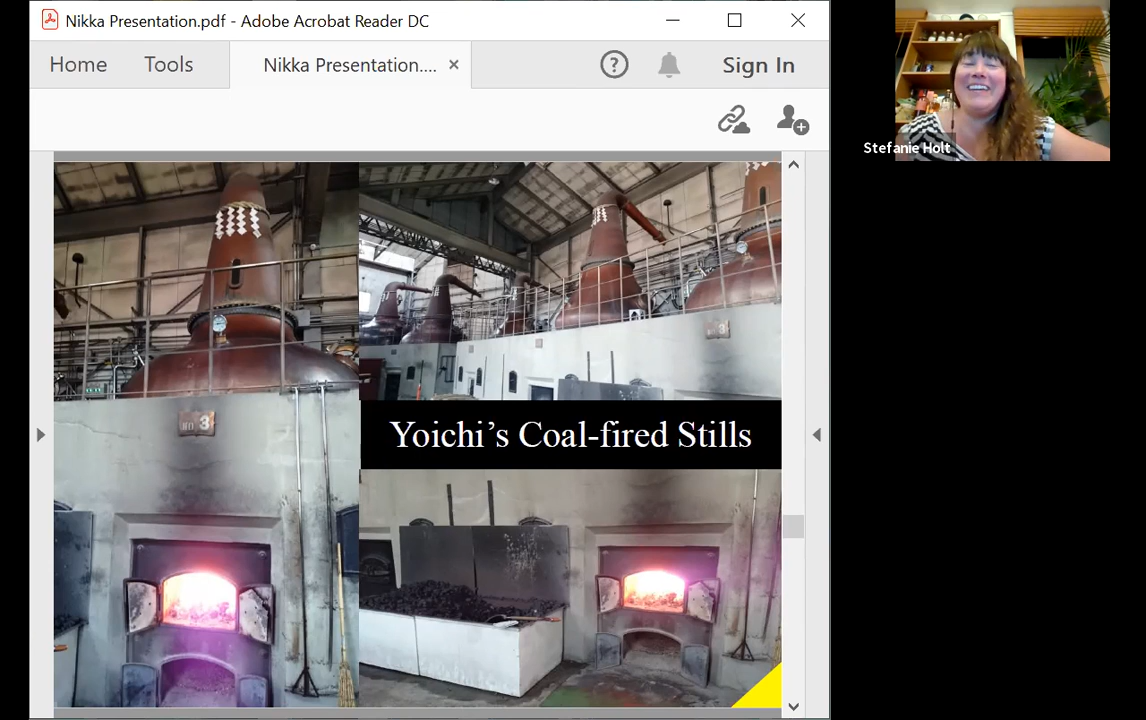 Nikka Presentation.pdf - Adobe Acrobat Reader DC
Home Tools Nikka Presentation.... × ? Sign In
Stefanie Holt
NO 3
Yoichi's Coal-fired Stills